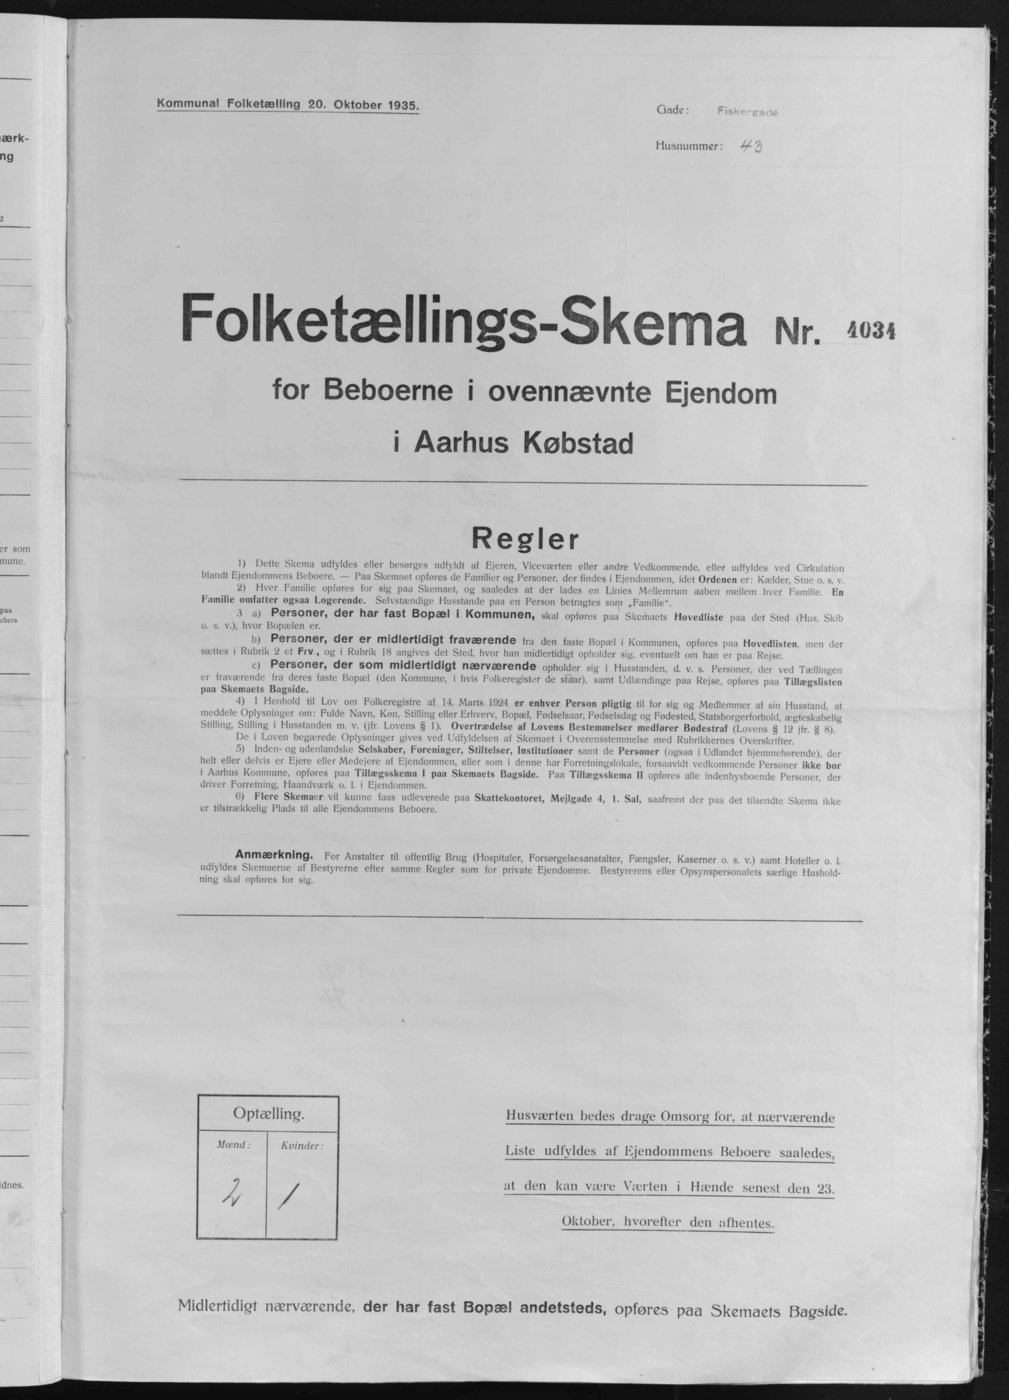 ærk-
ng
2
er som
mune.
paa
abers
idnes.
Kommunal Folketælling 20. Oktober 1935.
Gade: Fiskergade
Husnummer: 43
Folketællings-Skema Nr. 4034
for Beboerne i ovennævnte Ejendom
i Aarhus Købstad
Regler
1) Dette Skema udfyldes eller besørges udfyldt af Ejeren, Viceværten eller andre Vedkommende, eller udfyldes ved Cirkulation
blandt Ejendommens Beboere. — Paa Skemaet opføres de Familier og Personer, der findes i Ejendommen, idet Ordenen er: Kælder, Stue o. s. v.
2) Hver Familie opføres for sig paa Skemaet, og saaledes at der lades en Linies Mellemrum aaben mellem hver Familie. En
Familie omfatter ogsaa Logerende. Selvstændige Husstande paa en Person betragtes som „Familie“.
3 a) Personer, der har fast Bopæl i Kommunen, skal opføres paa Skemaets Hovedliste paa det Sted (Hus, Skib
o. s. v.), hvor Bopælen er.
b) Personer, der er midlertidigt fraværende fra den faste Bopæl i Kommunen, opføres paa Hovedlisten, men der
sættes i Rubrik 2 et Frv., og i Rubrik 18 angives det Sted, hvor han midlertidigt opholder sig, eventuelt om han er paa Rejse.
c) Personer, der som midlertidigt nærværende opholder sig i Husstanden, d. v. s. Personer, der ved Tællingen
er fraværende fra deres faste Bopæl (den Kommune, i hvis Folkeregister de staar), samt Udlændinge paa Rejse, opføres paa Tillægslisten
paa Skemaets Bagside.
4) I Henhold til Lov om Folkeregistre af 14. Marts 1924 er enhver Person pligtig til for sig og Medlemmer af sin Husstand, at
meddele Oplysninger om: Fulde Navn, Køn, Stilling eller Erhverv, Bopæl, Fødselsaar, Fødselsdag og Fødested, Statsborgerforhold, ægteskabelig
Stilling, Stilling i Husstanden m. v. (jfr. Lovens § 1). Overtrædelse af Lovens Bestemmelser medfører Bødestraf (Lovens § 12 jfr. § 8).
De i Loven begærede Oplysninger gives ved Udfyldelsen af Skemaet i Overensstemmelse med Rubrikkernes Overskrifter.
5) Inden- og udenlandske Selskaber, Foreninger, Stiftelser, Institutioner samt de Personer (ogsaa i Udlandet hjemmehørende), der
helt eller delvis er Ejere eller Medejere af Ejendommen, eller som i denne har Forretningslokale, forsaavidt vedkommende Personer ikke bor
i Aarhus Kommune, opføres paa Tillægsskema I paa Skemaets Bagside. Paa Tillægsskema II opføres alle indenbysboende Personer, der
driver Forretning, Haandværk o. l. i Ejendommen.
6) Flere Skemaer vil kunne faas udleverede paa Skattekontoret, Mejlgade 4, 1. Sal, saafremt der paa det tilsendte Skema ikke
er tilstrækkelig Plads til alle Ejendommens Beboere.
Anmærkning. For Anstalter til offentlig Brug (Hospitaler, Forsørgelsesanstalter, Fængsler, Kaserner o. s. v.) samt Hoteller o. l.
udfyldes Skemaerne af Bestyrerne efter samme Regler som for private Ejendomme. Bestyrerens eller Opsynspersonalets særlige Hushold-
ning skal opføres for sig.
Optælling.
Mænd: Kvinder:
2 1
Husværten bedes drage Omsorg for, at nærværende
Liste udfyldes af Ejendommens Beboere saaledes,
at den kan være Værten i Hænde senest den 23.
Oktober, hvorefter den afhentes.
Midlertidigt nærværende, der har fast Bopæl andetsteds, opføres paa Skemaets Bagside.